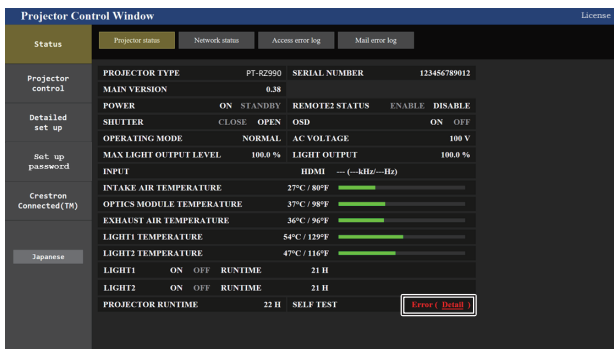 Projector Control Window License
Status
Projector status Network status Access error log Mail error log
Projector
control
Detailed
set up
Set up
password
Crestron
Connected(TM)
Japanese
PROJECTOR TYPE PT-RZ990 SERIAL NUMBER 123456789012
MAIN VERSION 0.38
POWER ON STANDBY REMOTE2 STATUS ENABLE DISABLE
SHUTTER CLOSE OPEN OSD ON OFF
OPERATING MODE NORMAL AC VOLTAGE 100 V
MAX LIGHT OUTPUT LEVEL 100.0 % LIGHT OUTPUT 100.0 %
INPUT HDMI --- (---kHz/---Hz)
INTAKE AIR TEMPERATURE 27°C / 80°F
OPTICS MODULE TEMPERATURE 37°C / 98°F
EXHAUST AIR TEMPERATURE 36°C / 96°F
LIGHT1 TEMPERATURE 54°C / 129°F
LIGHT2 TEMPERATURE 47°C / 116°F
LIGHT1 ON OFF RUNTIME 21 H
LIGHT2 ON OFF RUNTIME 21 H
PROJECTOR RUNTIME 22 H SELF TEST Error ( Detail )